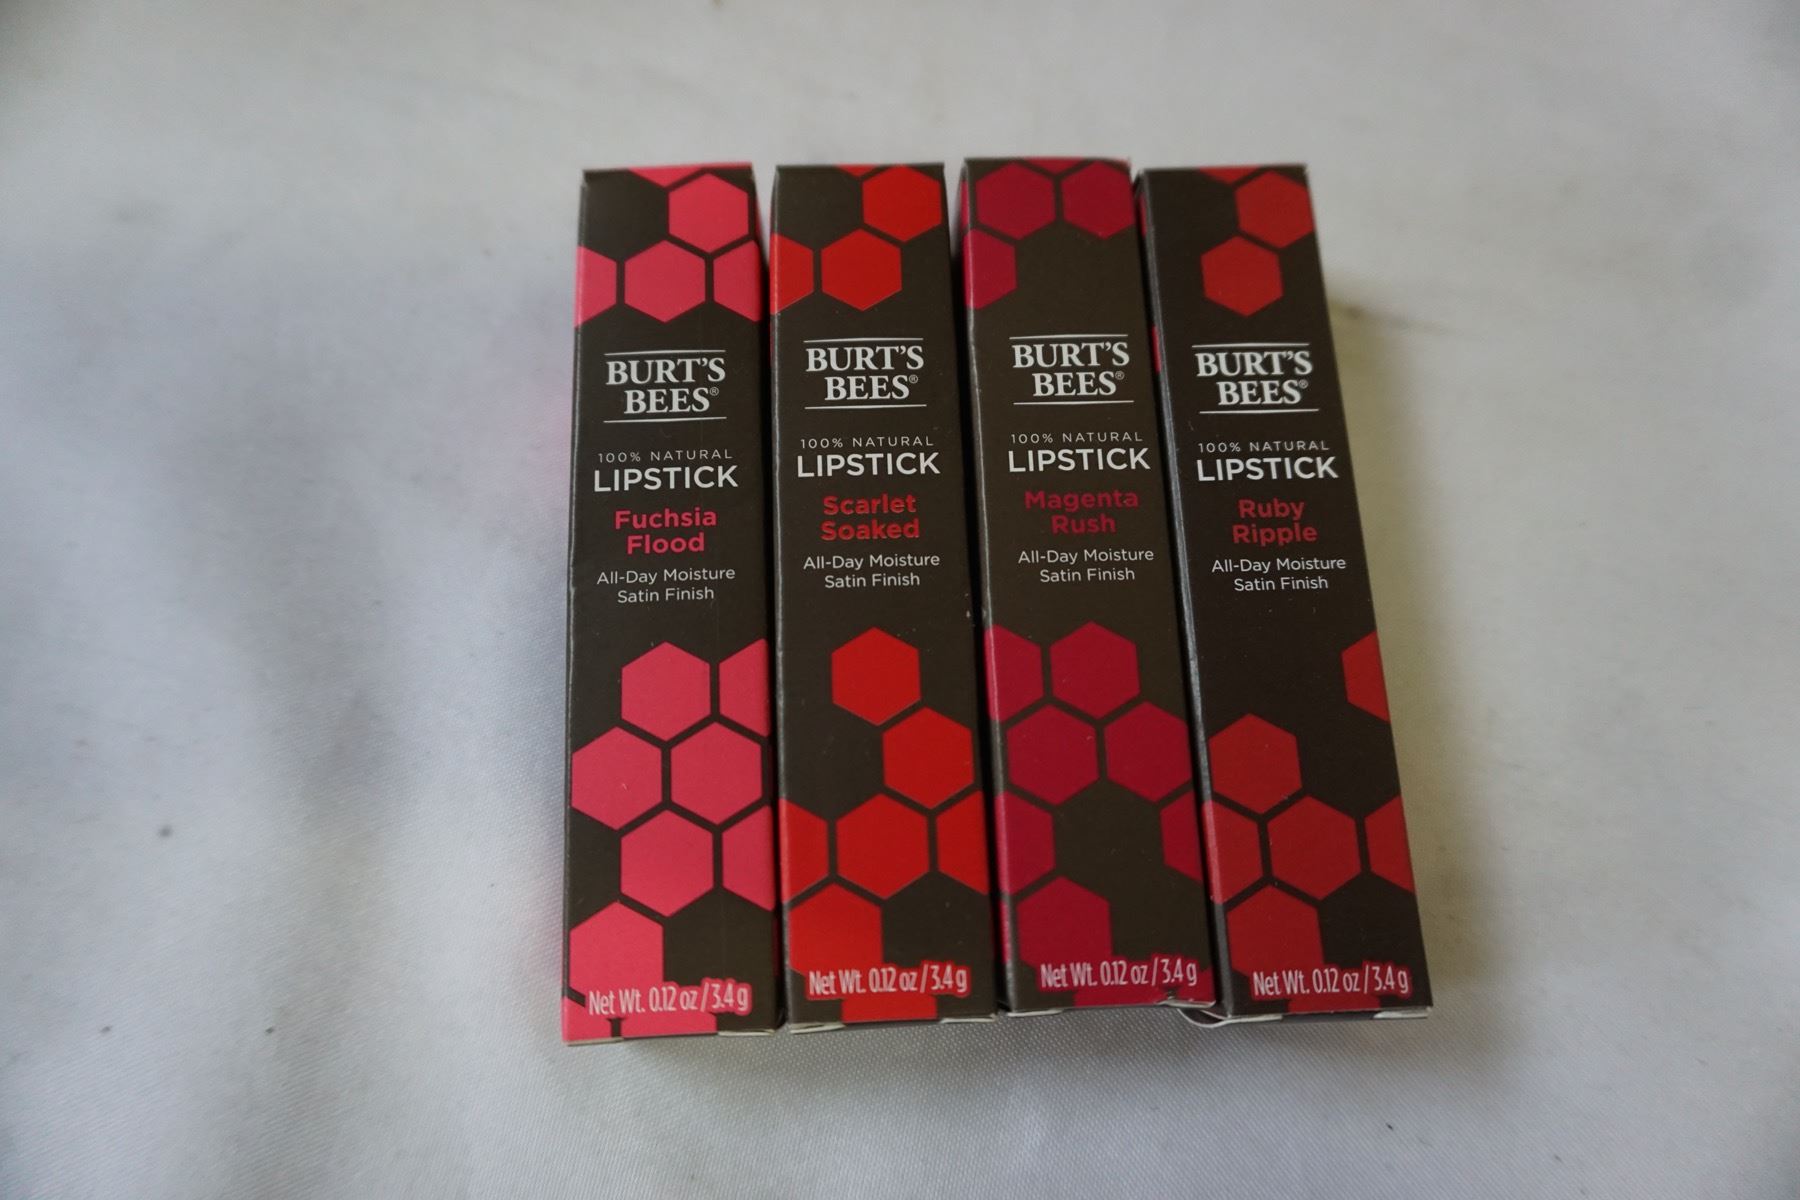 BURT'S
BEES®
100% NATURAL
LIPSTICK
Fuchsia
Flood
All-Day Moisture
Satin Finish
Net Wt. 0.12 oz / 3.4 g
BURT'S
BEES®
100% NATURAL
LIPSTICK
Scarlet
Soaked
All-Day Moisture
Satin Finish
Net Wt. 0.12 oz / 3.4 g
BURT'S
BEES®
100% NATURAL
LIPSTICK
Magenta
Rush
All-Day Moisture
Satin Finish
Net Wt. 0.12 oz / 3.4 g
BURT'S
BEES®
100% NATURAL
LIPSTICK
Ruby
Ripple
All-Day Moisture
Satin Finish
Net Wt. 0.12 oz / 3.4 g